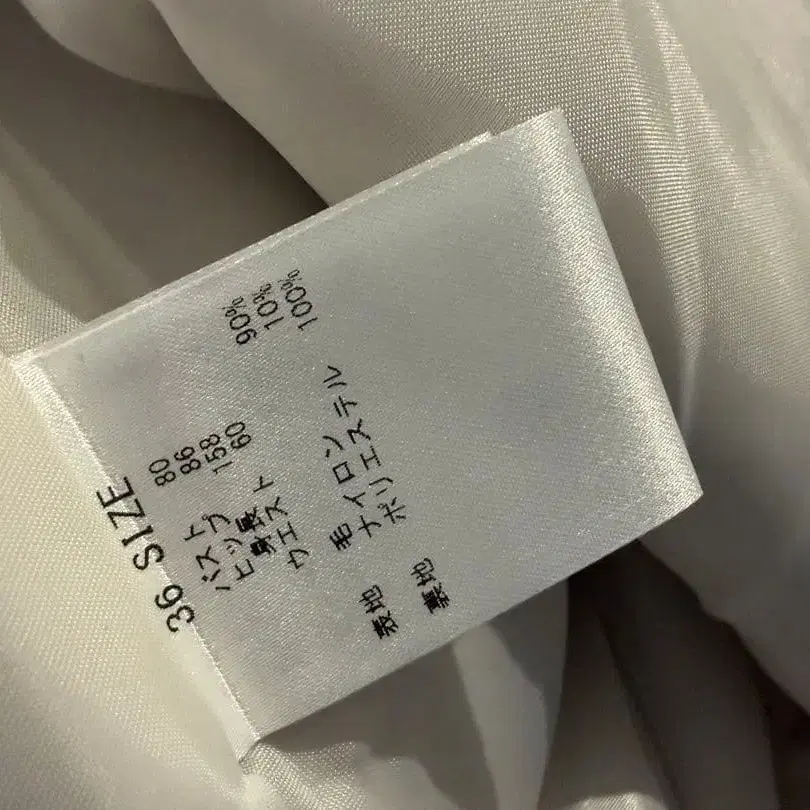 36 SIZE
バスト 80
ヒップ 86
身長 158
ウエスト 60
表地 毛 90%
ナイロン 10%
裏地 ポリエステル 100%